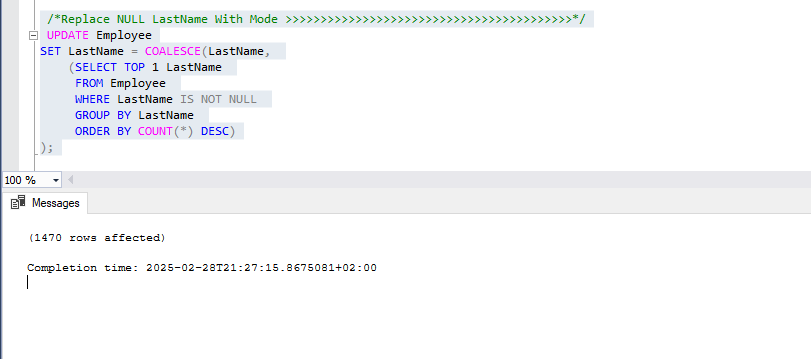 /*Replace NULL LastName With Mode >>>>>>>>>>>>>>>>>>>>>>>>>>>>>>>>>>>>>>>>>*/
UPDATE Employee
SET LastName = COALESCE(LastName,
(SELECT TOP 1 LastName
FROM Employee
WHERE LastName IS NOT NULL
GROUP BY LastName
ORDER BY COUNT(*) DESC)
);
100 %
Messages
(1470 rows affected)
Completion time: 2025-02-28T21:27:15.8675081+02:00